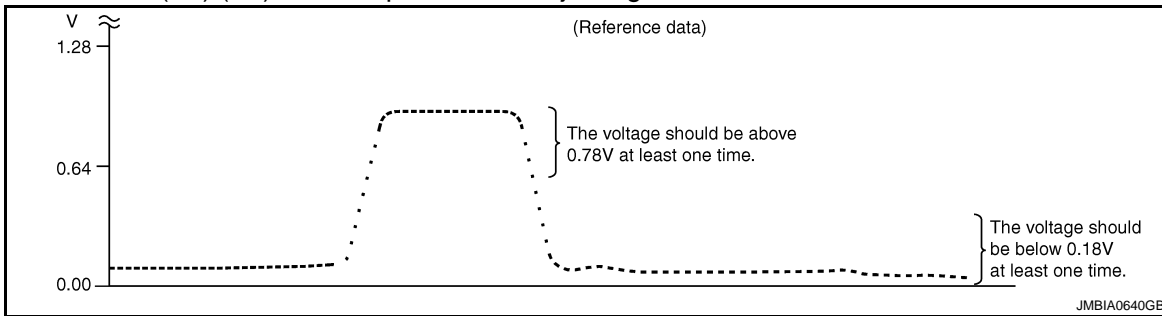 V
(Reference data)
1.28
The voltage should be above
0.78V at least one time.
0.64
The voltage should
be below 0.18V
at least one time.
0.00
JMBIA0640GB